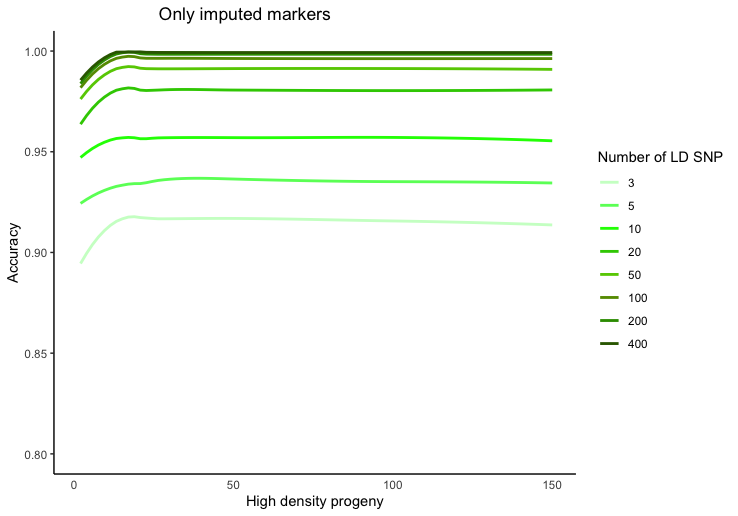 Only imputed markers
1.00
0.95
0.90
0.85
0.80
Accuracy
0 50 100 150
High density progeny
Number of LD SNP
3
5
10
20
50
100
200
400